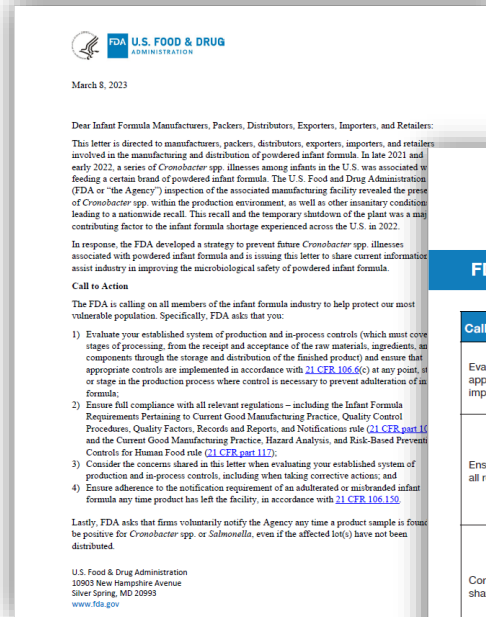 FDA U.S. FOOD & DRUG
ADMINISTRATION
March 8, 2023
Dear Infant Formula Manufacturers, Packers, Distributors, Exporters, Importers, and Retailers:
This letter is directed to manufacturers, packers, distributors, exporters, importers, and retailers
involved in the manufacturing and distribution of powdered infant formula. In late 2021 and
early 2022, a series of Cronobacter spp. illnesses among infants in the U.S. was associated w
feeding a certain brand of powdered infant formula. The U.S. Food and Drug Administration
(FDA or “the Agency”) inspection of the associated manufacturing facility revealed the prese
of Cronobacter spp. within the production environment, as well as other insanitary condition
leading to a nationwide recall. This recall and the temporary shutdown of the plant was a maj
contributing factor to the infant formula shortage experienced across the U.S. in 2022.
In response, the FDA developed a strategy to prevent future Cronobacter spp. illnesses
associated with powdered infant formula and is issuing this letter to share current information
assist industry in improving the microbiological safety of powdered infant formula.
Call to Action
The FDA is calling on all members of the infant formula industry to help protect our most
vulnerable population. Specifically, FDA asks that you:
1) Evaluate your established system of production and in-process controls (which must cove
stages of processing, from the receipt and acceptance of the raw materials, ingredients, an
components through the storage and distribution of the finished product) and ensure that
appropriate controls are implemented in accordance with 21 CFR 106.6(c) at any point, st
or stage in the production process where control is necessary to prevent adulteration of in
formula;
2) Ensure full compliance with all relevant regulations – including the Infant Formula
Requirements Pertaining to Current Good Manufacturing Practice, Quality Control
Procedures, Quality Factors, Records and Reports, and Notifications rule (21 CFR part 10
and the Current Good Manufacturing Practice, Hazard Analysis, and Risk-Based Preventi
Controls for Human Food rule (21 CFR part 117);
3) Consider the concerns shared in this letter when evaluating your established system of
production and in-process controls, including when taking corrective actions; and
4) Ensure adherence to the notification requirement of an adulterated or misbranded infant
formula any time product has left the facility, in accordance with 21 CFR 106.150.
Lastly, FDA asks that firms voluntarily notify the Agency any time a product sample is found
be positive for Cronobacter spp. or Salmonella, even if the affected lot(s) have not been
distributed.
U.S. Food & Drug Administration
10903 New Hampshire Avenue
Silver Spring, MD 20993
www.fda.gov
F
Call
Eva
app
imp
Ens
all r
Con
sha